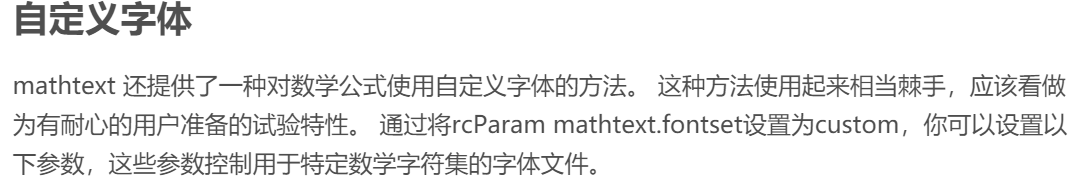 自定义字体
mathtext 还提供了一种对数学公式使用自定义字体的方法。 这种方法使用起来相当棘手，应该看做
为有耐心的用户准备的试验特性。 通过将rcParam mathtext.fontset设置为custom，你可以设置以
下参数，这些参数控制用于特定数学字符集的字体文件。